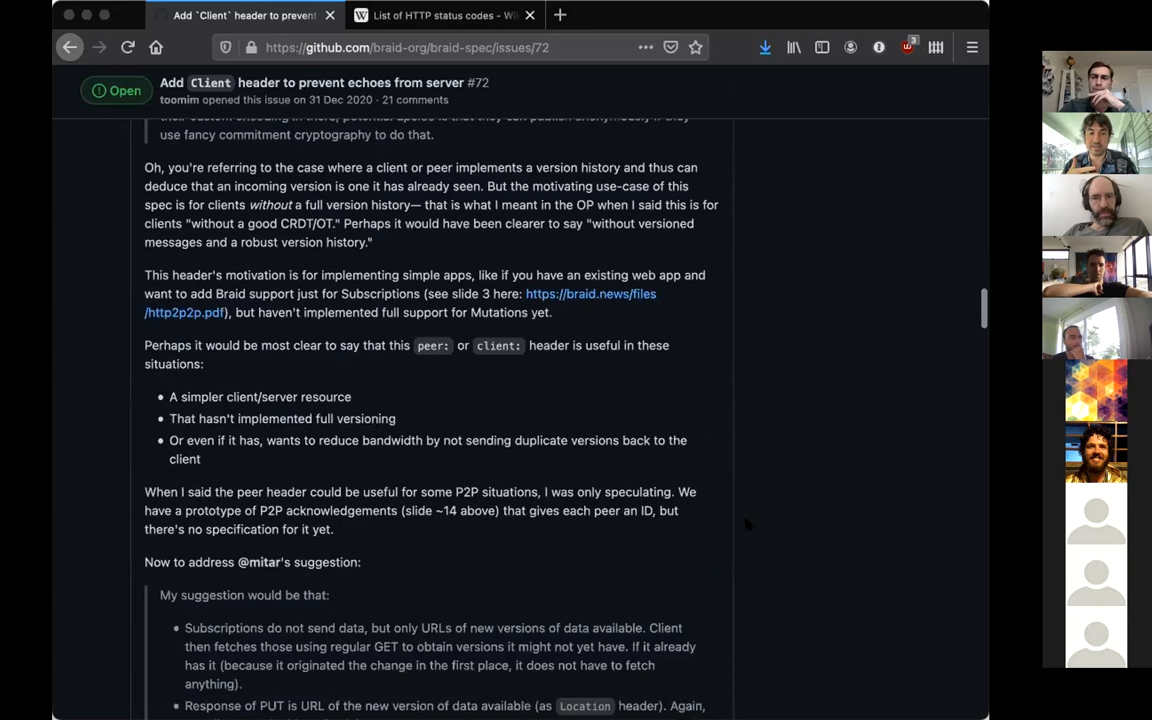 Add `Client` header to prevent
List of HTTP status codes - Wi
https://github.com/braid-org/braid-spec/issues/72
3
Open
Add Client header to prevent echoes from server #72
toomim opened this issue on 31 Dec 2020 · 21 comments
use fancy commitment cryptography to do that.
Oh, you're referring to the case where a client or peer implements a version history and thus can
deduce that an incoming version is one it has already seen. But the motivating use-case of this
spec is for clients without a full version history— that is what I meant in the OP when I said this is for
clients "without a good CRDT/OT." Perhaps it would have been clearer to say "without versioned
messages and a robust version history."
This header's motivation is for implementing simple apps, like if you have an existing web app and
want to add Braid support just for Subscriptions (see slide 3 here: https://braid.news/files
/http2p2p.pdf), but haven't implemented full support for Mutations yet.
Perhaps it would be most clear to say that this peer: or client: header is useful in these
situations:
• A simpler client/server resource
• That hasn't implemented full versioning
• Or even if it has, wants to reduce bandwidth by not sending duplicate versions back to the
client
When I said the peer header could be useful for some P2P situations, I was only speculating. We
have a prototype of P2P acknowledgements (slide ~14 above) that gives each peer an ID, but
there's no specification for it yet.
Now to address @mitar's suggestion:
My suggestion would be that:
• Subscriptions do not send data, but only URLs of new versions of data available. Client
then fetches those using regular GET to obtain versions it might not yet have. If it already
has it (because it originated the change in the first place, it does not have to fetch
anything).
• Response of PUT is URL of the new version of data available (as Location header). Again,